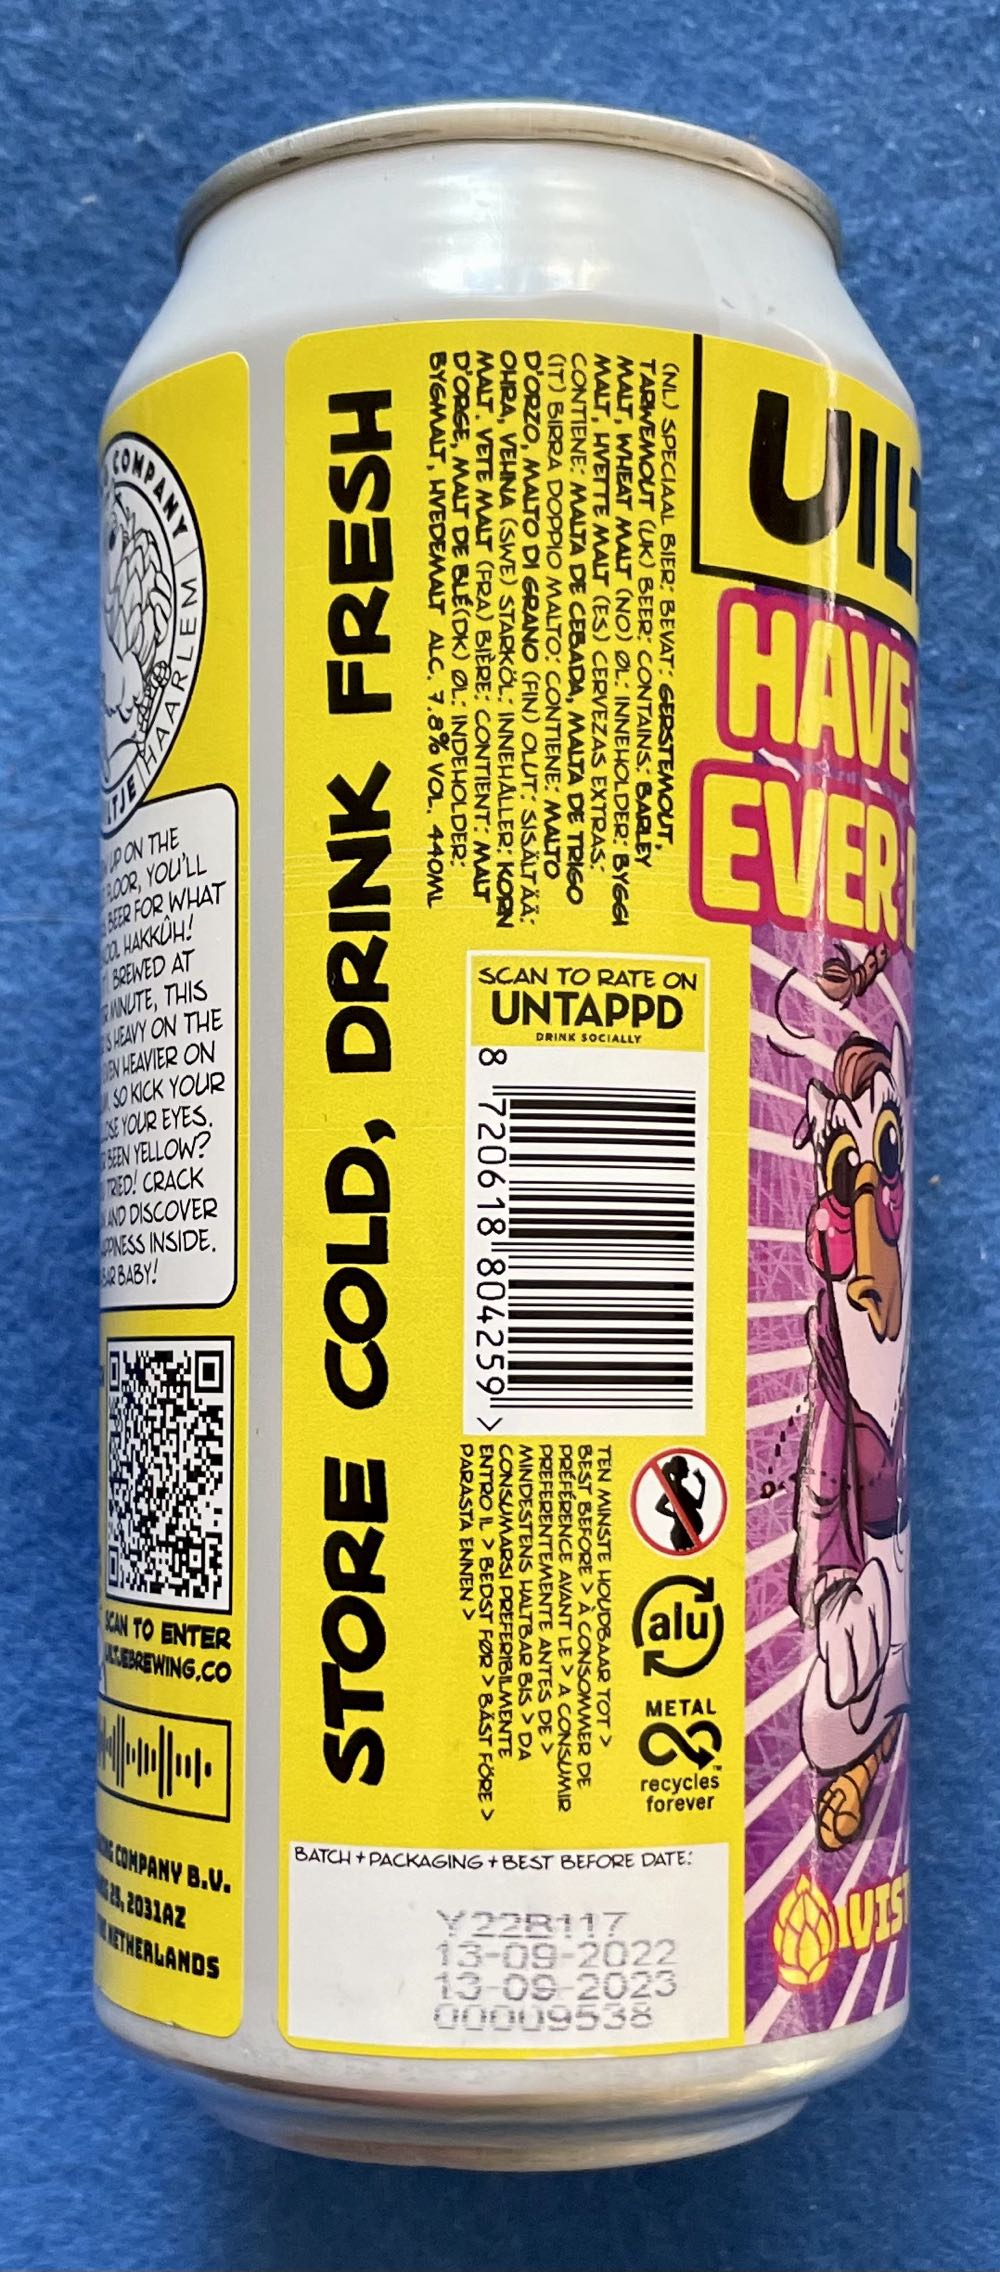 COMPANY
HAARLEM
UP ON THE
FLOOR, YOU'LL
BEER FOR WHAT
HAKKÛH!
BREWED AT
MINUTE, THIS
HEAVY ON THE
HEAVIER ON
SO KICK YOUR
YOUR EYES.
BEEN YELLOW?
TRIED! CRACK
AND DISCOVER
INSIDE.
BABY!
SCAN TO ENTER
COMPANY B.V.
2031AZ
NETHERLANDS
STORE COLD, DRINK FRESH
(NL) SPECIAAL BIER: BEVAT: GERSTEMOUT,
TARWEMOUT (UK) BEER: CONTAINS: BARLEY
MALT, WHEAT MALT (NO) ØL: INNEHOLDER: BYGG
MALT, HVETTE MALT (ES) CERVEZAS EXTRAS:
CONTIENE: MALTA DE CEBADA, MALTA DE TRIGO
(IT) BIRRA DOPPIO MALTO: CONTIENE: MALTO
D'ORZO, MALTO DI GRANO (FIN) OLUT: SISÄLTÄÄ:
OHRA, VEHNA (SWE) STARKÖL: INNEHÅLLER: KORN
MALT, VETE MALT (FRA) BIÈRE: CONTIENT: MALT
D'ORGE, MALT DE BLÉ(DK) ØL: INDEHOLDER:
BYGMALT, HVEDEMALT ALC. 7.8% VOL. 440ML
SCAN TO RATE ON
UNTAPPD
DRINK SOCIALLY
8 720618 804259 >
TEN MINSTE HOUDBAAR TOT >
BEST BEFORE > À CONSOMMER DE
PRÉFÉRENCE AVANT LE > A CONSUMIR
PREFERENTEMENTE ANTES DE >
MINDESTENS HALTBAR BIS > DA
CONSUMARSI PREFERIBILMENTE
ENTRO IL > BEDST FØR > BÄST FÖRE >
PARASTA ENNEN >
alu
METAL
recycles
forever
BATCH + PACKAGING + BEST BEFORE DATE:
Y22B117
13-09-2022
13-09-2023
00009538
HAVE
EVER